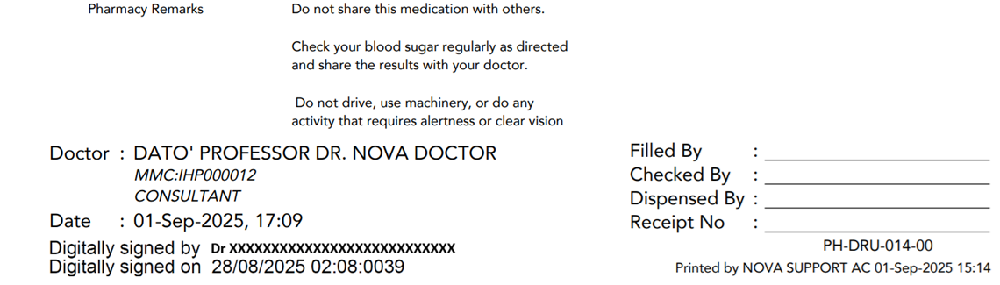 Pharmacy Remarks Do not share this medication with others.
Check your blood sugar regularly as directed
and share the results with your doctor.
Do not drive, use machinery, or do any
activity that requires alertness or clear vision
Doctor : DATO' PROFESSOR DR. NOVA DOCTOR
MMC:IHP000012
CONSULTANT
Date : 01-Sep-2025, 17:09
Digitally signed by Dr XXXXXXXXXXXXXXXXXXXXXXXXXXX
Digitally signed on 28/08/2025 02:08:0039
Filled By :
Checked By :
Dispensed By :
Receipt No :
PH-DRU-014-00
Printed by NOVA SUPPORT AC 01-Sep-2025 15:14